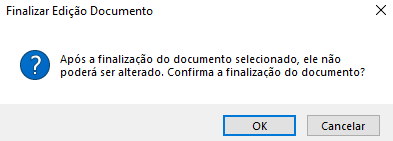 Finalizar Edição Documento
Após a finalização do documento selecionado, ele não
poderá ser alterado. Confirma a finalização do documento?
OK
Cancelar